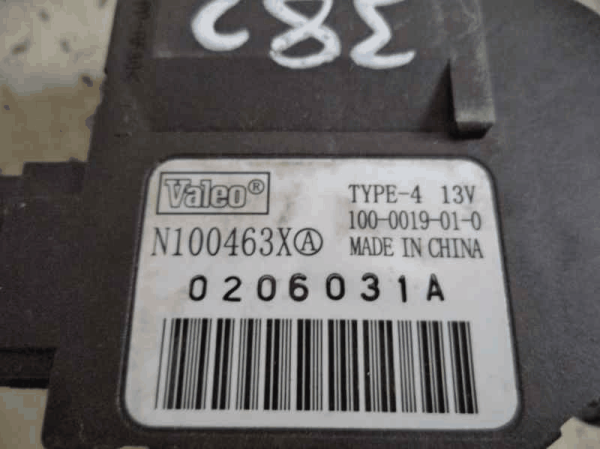 382
Valeo®
TYPE-4 13V
100-0019-01-0
N100463XⒶ
MADE IN CHINA
0206031A